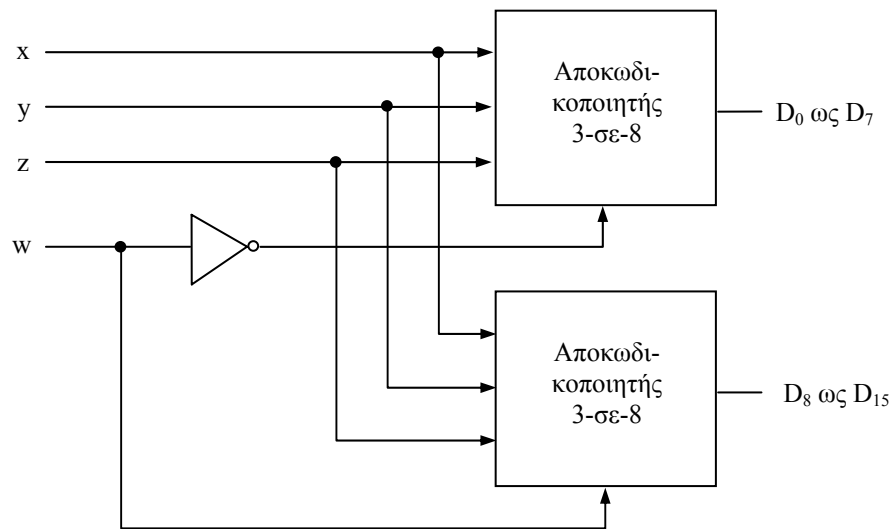 x
y
z
w
Αποκωδι-
κοποιητής
3-σε-8
D₀ ως D₇
Αποκωδι-
κοποιητής
3-σε-8
D₈ ως D₁₅